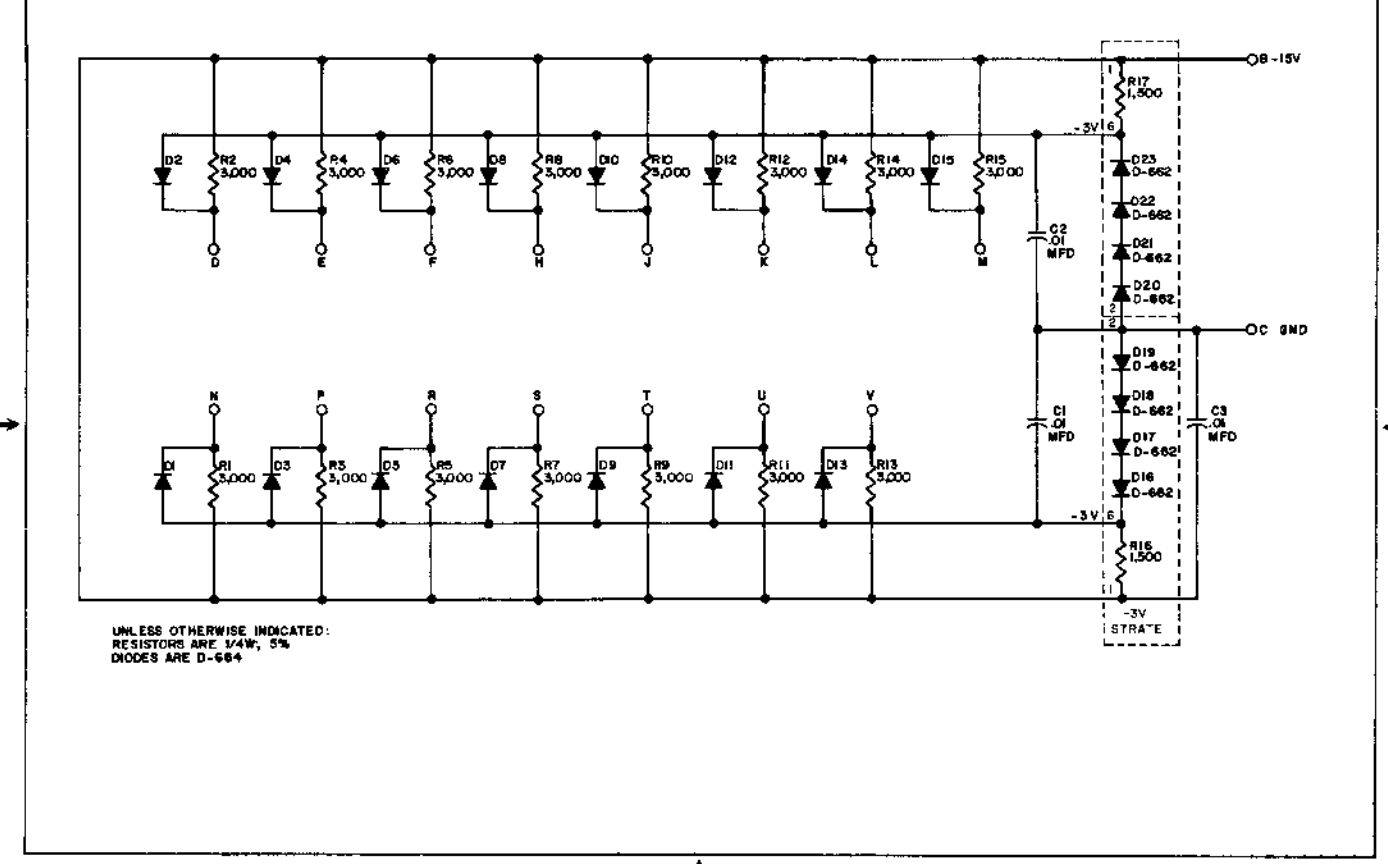 B -15V
1
R17
1,500
-3V 6
D2
R2
3,000
D4
R4
3,000
D6
R6
3,000
D8
R8
3,000
D10
R10
3,000
D12
R12
3,000
D14
R14
3,000
D15
R15
3,000
D23
D-662
D22
D-662
D21
D-662
D20
D-662
2
C2
.01
MFD
D
E
F
H
J
K
L
M
2
C GND
D19
D-662
D18
D-662
D17
D-662
D16
D-662
C1
.01
MFD
C3
.01
MFD
N
P
R
S
T
U
V
D1
R1
3,000
D3
R3
3,000
D5
R5
3,000
D7
R7
3,000
D9
R9
3,000
D11
R11
3,000
D13
R13
3,000
-3V 6
R16
1,500
1
-3V
STRATE
UNLESS OTHERWISE INDICATED:
RESISTORS ARE 1/4W; 5%
DIODES ARE D-664